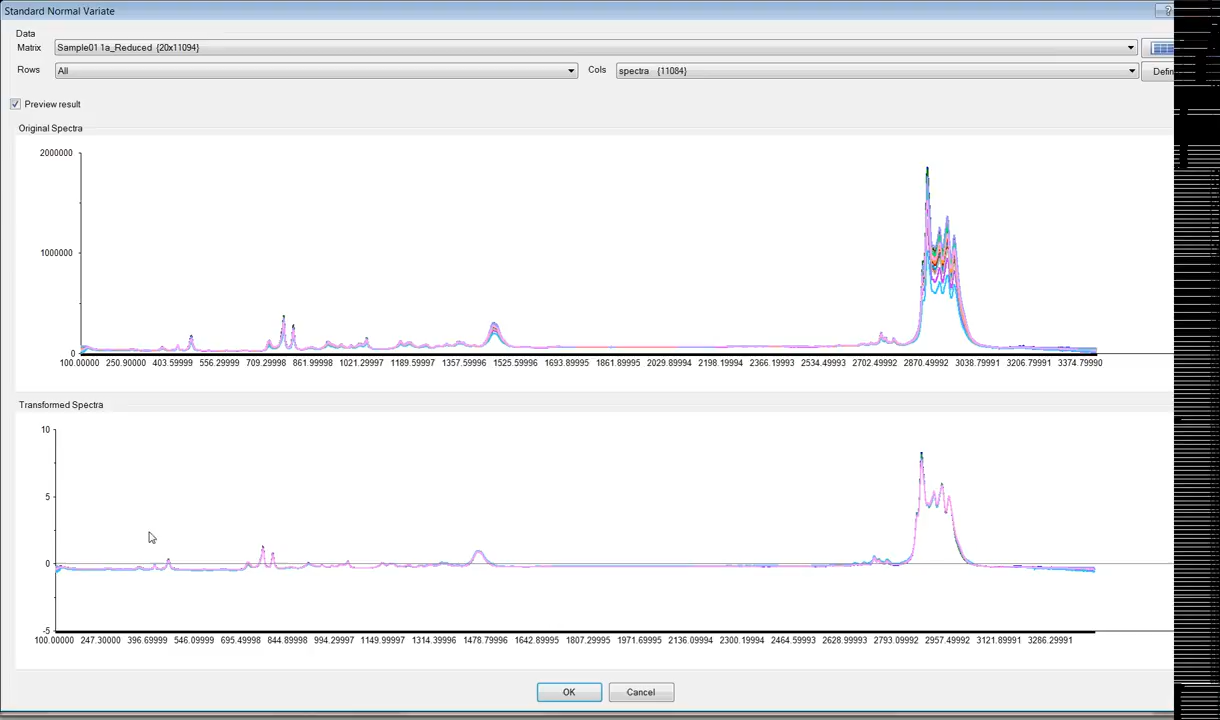 Standard Normal Variate ?
Data
Matrix Sample01 1a_Reduced {20x11094}
Rows All Cols spectra {11084}
Preview result
Original Spectra
2000000
1000000
0
100.00000 250.90000 403.59999 556.29999 709.29998 861.99998 1021.29997 1189.59997 1357.59996 1525.59996 1693.89995 1861.89995 2029.89994 2198.19994 2366.19993 2534.49993 2702.49992 2870.49992 3038.79991 3206.79991 3374.79990
Transformed Spectra
10
5
0
-5
100.00000 247.30000 396.69999 546.09999 695.49998 844.89998 994.29997 1149.99997 1314.39996 1478.79996 1642.89995 1807.29995 1971.69995 2136.09994 2300.19994 2464.59993 2628.99993 2793.09992 2957.49992 3121.89991 3286.29991
OK Cancel